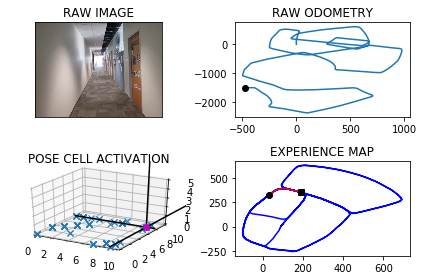 RAW IMAGE
RAW ODOMETRY
0
−1000
−2000
−500 0 500 1000
POSE CELL ACTIVATION
5
4
3
2
1
0
0 2 4 6 8 10
0 2 4 6 8 10
EXPERIENCE MAP
500
250
0
−250
0 200 400 600